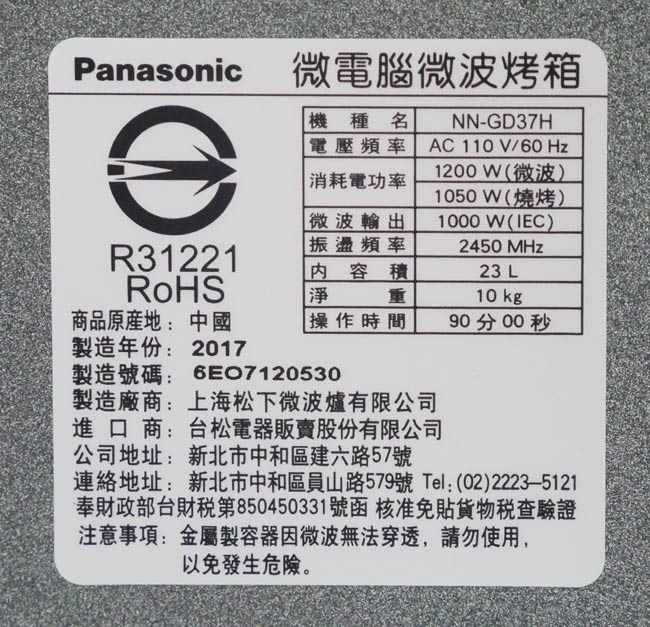 Panasonic 微電腦微波烤箱
機種名 NN-GD37H
電壓頻率 AC 110 V/60 Hz
消耗電功率 1200 W(微波)
1050 W(燒烤)
微波輸出 1000 W(IEC)
振盪頻率 2450 MHz
内容積 23 L
淨重 10 kg
操作時間 90 分 00 秒
R31221
RoHS
商品原産地：中國
製造年份：2017
製造號碼：6EO7120530
製造廠商：上海松下微波爐有限公司
進口商：台松電器販賣股份有限公司
公司地址：新北市中和區建六路57號
連絡地址：新北市中和區員山路579號 Tel:(02)2223-5121
奉財政部台財税第850450331號函 核准免貼貨物税查驗證
注意事項：金屬製容器因微波無法穿透，請勿使用，
以免發生危險。